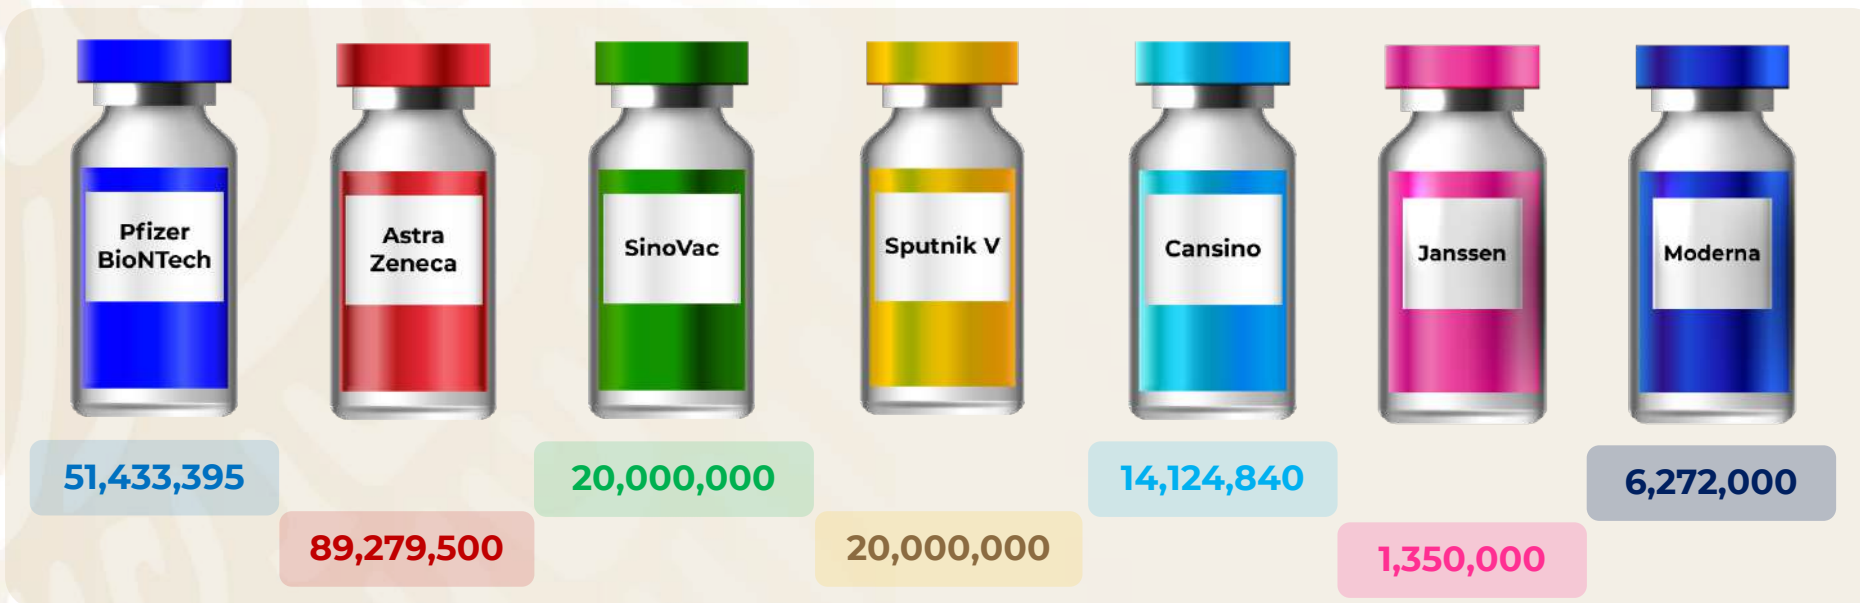 Pfizer
BioNTech
Astra
Zeneca
SinoVac
Sputnik V
Cansino
Janssen
Moderna
51,433,395
89,279,500
20,000,000
20,000,000
14,124,840
1,350,000
6,272,000